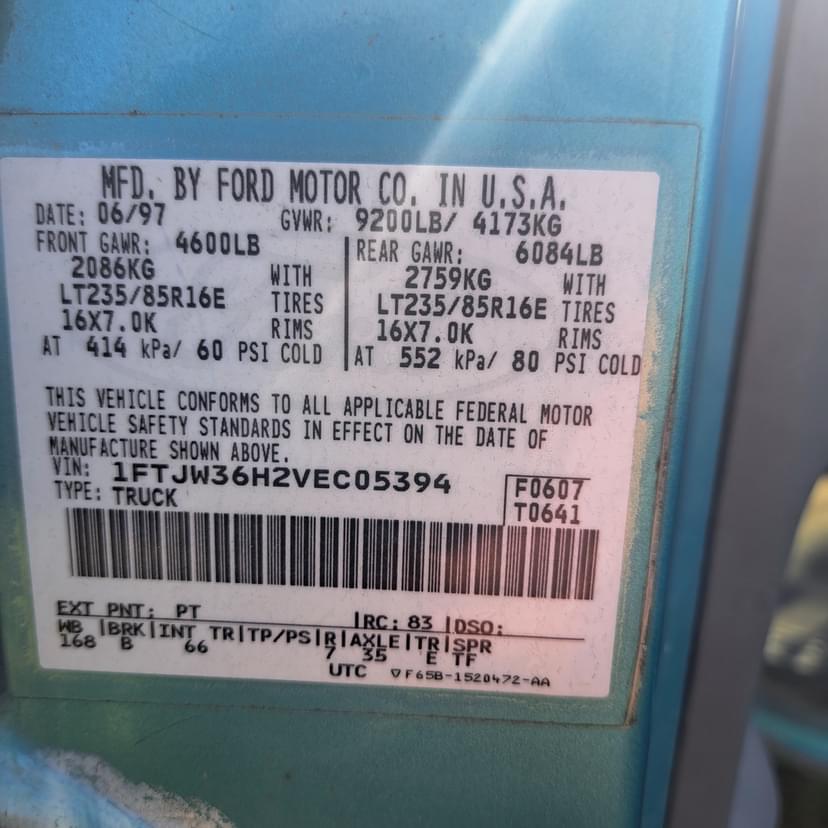 MFD. BY FORD MOTOR CO. IN U.S.A.
DATE: 06/97 GVWR: 9200LB/ 4173KG
FRONT GAWR: 4600LB REAR GAWR: 6084LB
2086KG WITH 2759KG WITH
LT235/85R16E TIRES LT235/85R16E TIRES
16X7.0K RIMS 16X7.0K RIMS
AT 414 kPa/ 60 PSI COLD AT 552 kPa/ 80 PSI COLD
THIS VEHICLE CONFORMS TO ALL APPLICABLE FEDERAL MOTOR
VEHICLE SAFETY STANDARDS IN EFFECT ON THE DATE OF
MANUFACTURE SHOWN ABOVE.
VIN: 1FTJW36H2VEC05394 F0607
TYPE: TRUCK T0641
EXT PNT: PT RC: 83 DSO:
WB BRK INT TR TP/PS R AXLE TR SPR
168 B 66 7 35 E TF
UTC ▽F65B-1520472-AA